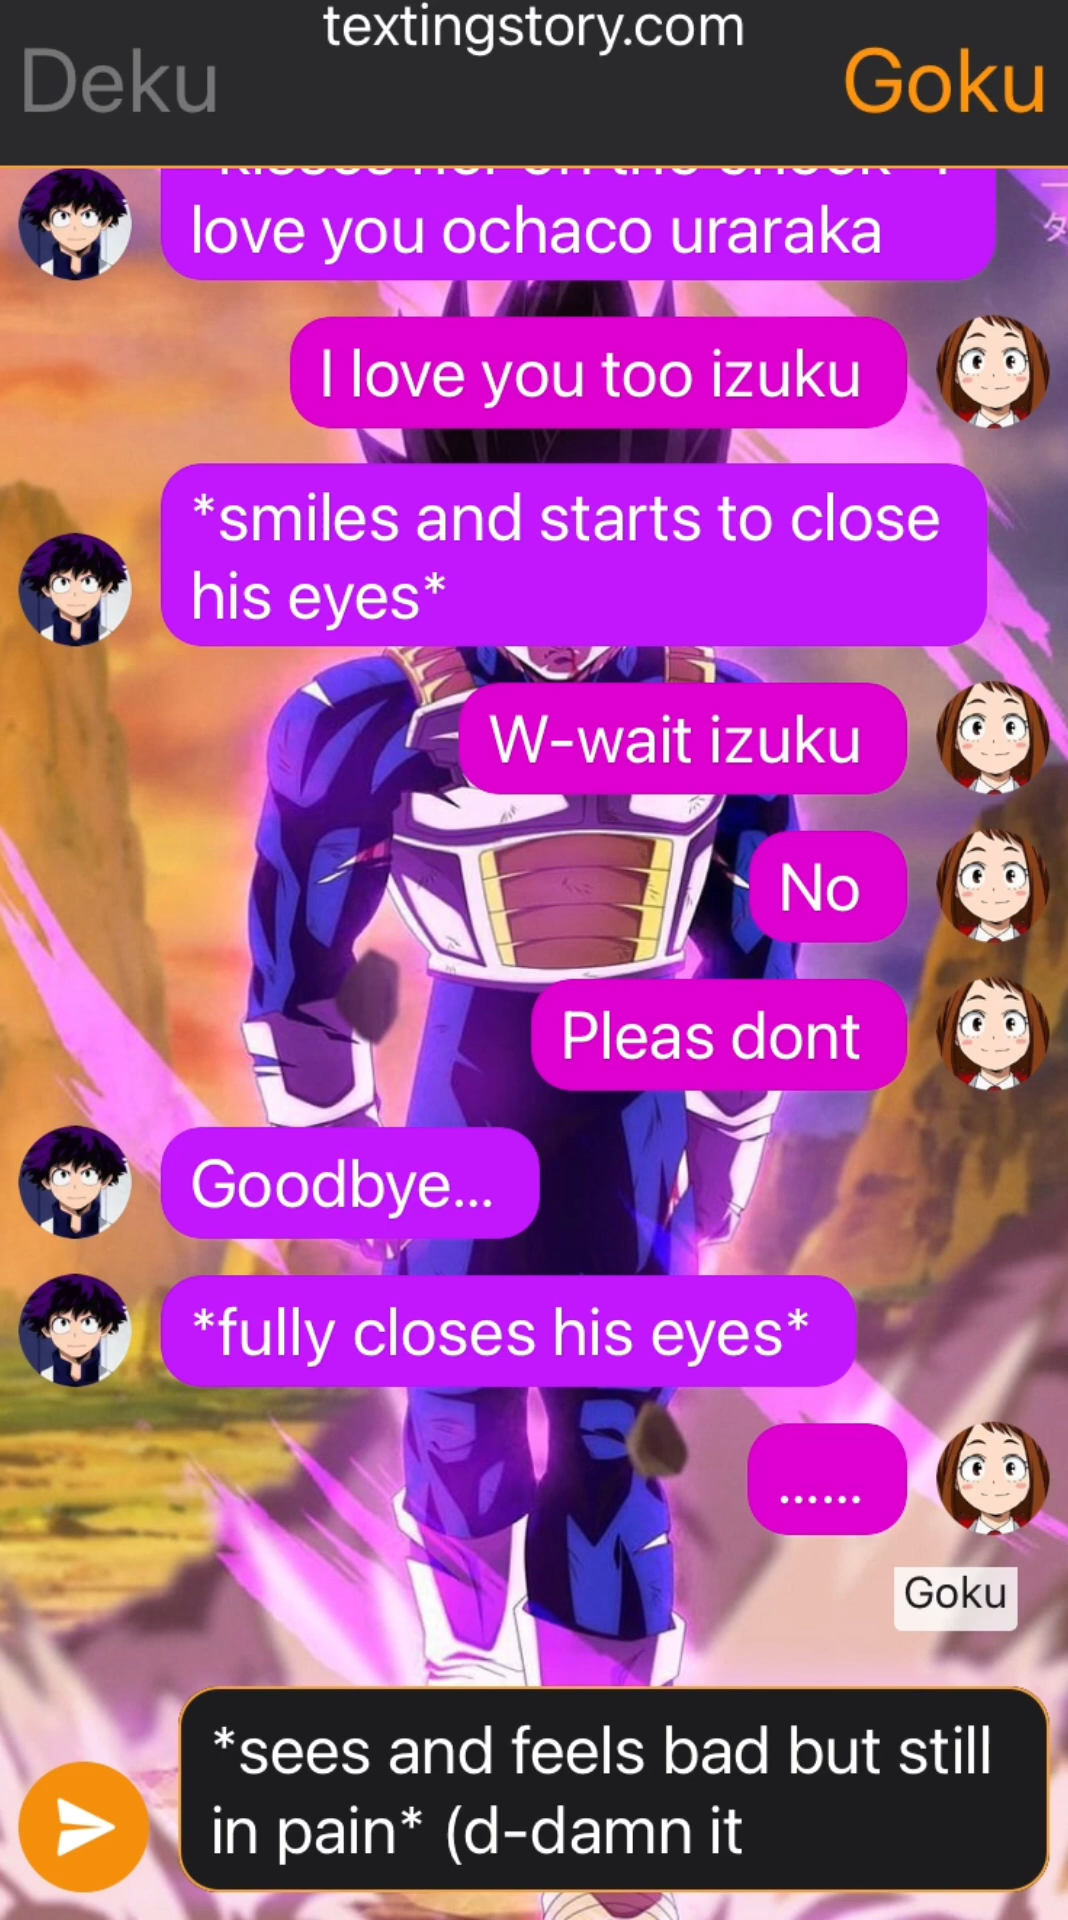 textingstory.com
Deku
Goku
love you ochaco uraraka
I love you too izuku
*smiles and starts to close
his eyes*
W-wait izuku
No
Pleas dont
Goodbye...
*fully closes his eyes*
......
Goku
*sees and feels bad but still
in pain* (d-damn it